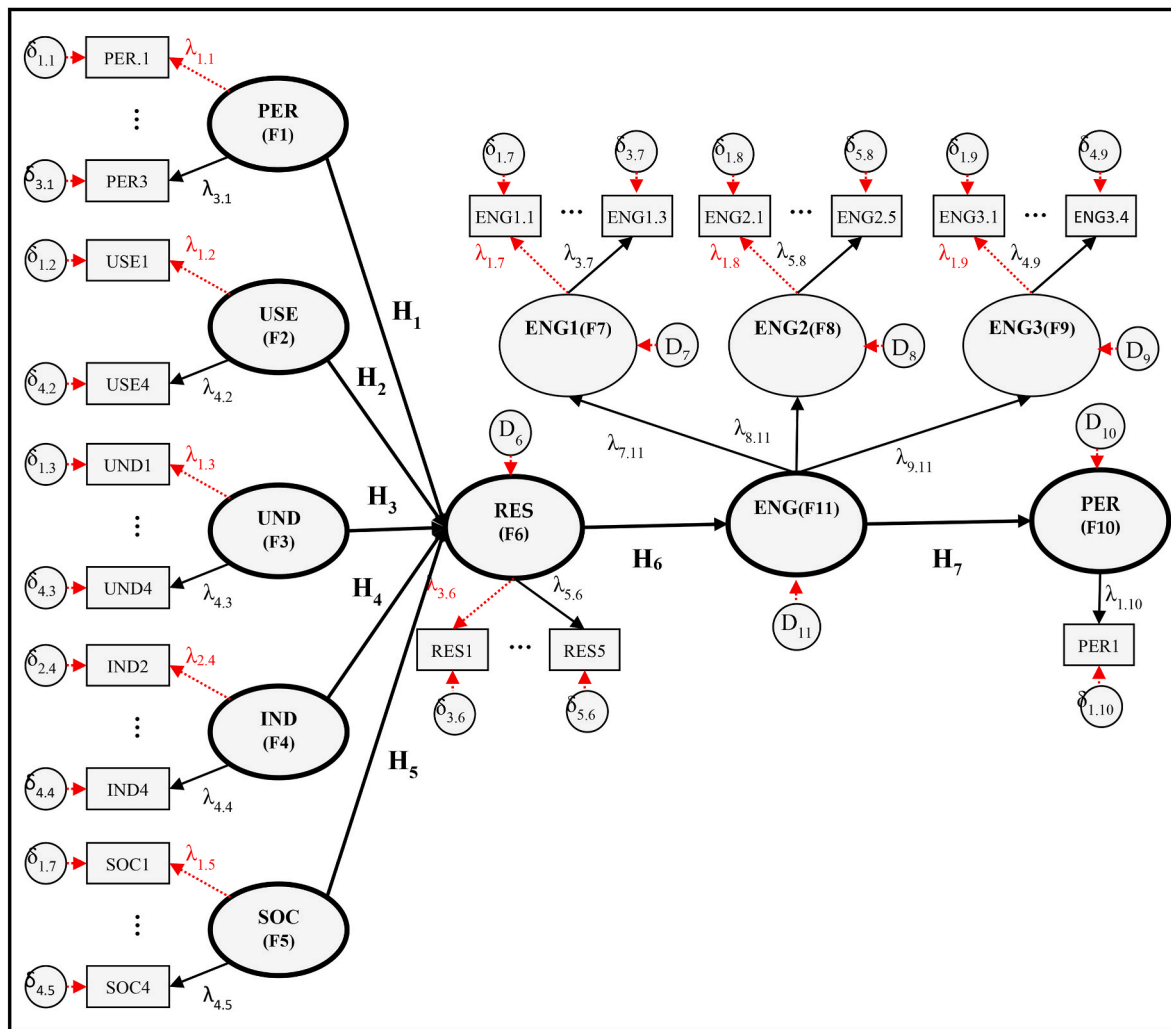 δ1.1
PER.1
λ1.1
PER
(F1)
⋮
δ3.1
PER3
λ3.1
δ1.2
USE1
λ1.2
USE
(F2)
δ4.2
USE4
λ4.2
δ1.3
UND1
λ1.3
UND
(F3)
⋮
δ4.3
UND4
λ4.3
δ2.4
IND2
λ2.4
IND
(F4)
⋮
δ4.4
IND4
λ4.4
δ1.7
SOC1
λ1.5
SOC
(F5)
⋮
δ4.5
SOC4
λ4.5
H1
H2
H3
H4
H5
D6
RES
(F6)
λ3.6
λ5.6
RES1
...
RES5
δ3.6
δ5.6
H6
δ1.7
δ3.7
ENG1.1
...
ENG1.3
λ1.7
λ3.7
ENG1(F7)
D7
δ1.8
δ5.8
ENG2.1
...
ENG2.5
λ1.8
λ5.8
ENG2(F8)
D8
δ1.9
δ4.9
ENG3.1
...
ENG3.4
λ1.9
λ4.9
ENG3(F9)
D9
λ7.11
λ8.11
λ9.11
ENG(F11)
D11
H7
D10
PER
(F10)
λ1.10
PER1
δ1.10